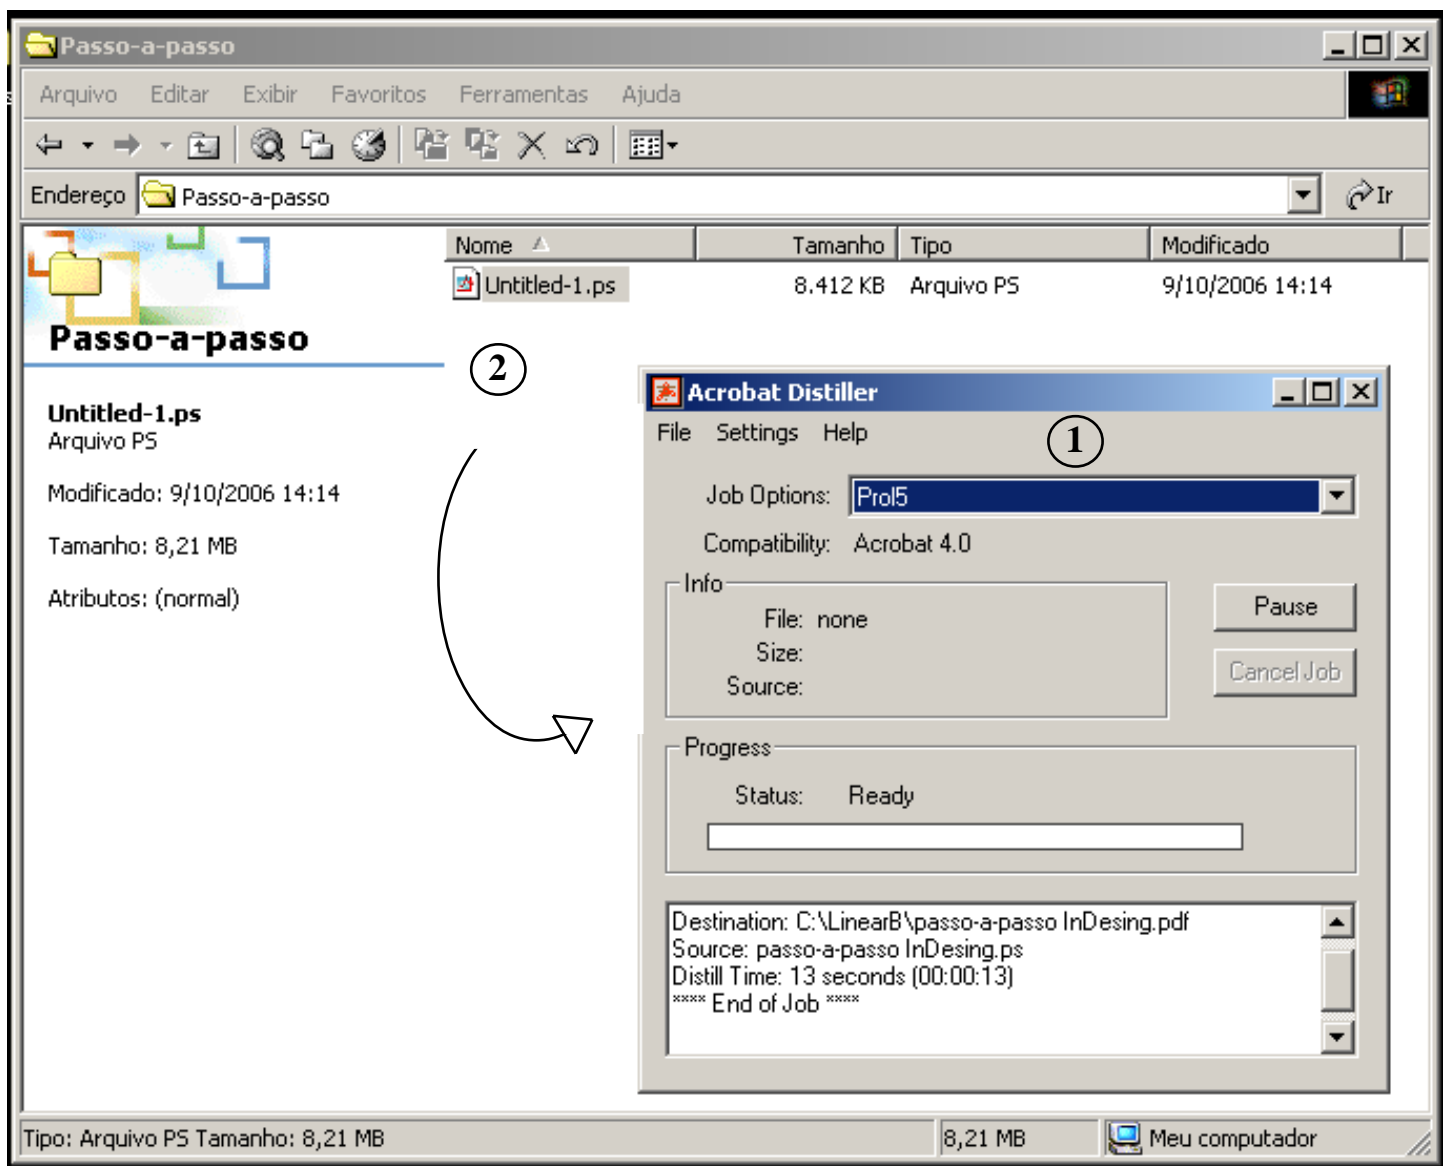 Passo-a-passo
Arquivo Editar Exibir Favoritos Ferramentas Ajuda
Endereço Passo-a-passo Ir
Nome Tamanho Tipo Modificado
Untitled-1.ps 8.412 KB Arquivo PS 9/10/2006 14:14
Passo-a-passo
Untitled-1.ps
Arquivo PS
Modificado: 9/10/2006 14:14
Tamanho: 8,21 MB
Atributos: (normal)
2
Acrobat Distiller
File Settings Help
1
Job Options: Prol5
Compatibility: Acrobat 4.0
Info
File: none
Size:
Source:
Pause
Cancel Job
Progress
Status: Ready
Destination: C:\LinearB\passo-a-passo InDesing.pdf
Source: passo-a-passo InDesing.ps
Distill Time: 13 seconds (00:00:13)
**** End of Job ****
Tipo: Arquivo PS Tamanho: 8,21 MB 8,21 MB Meu computador